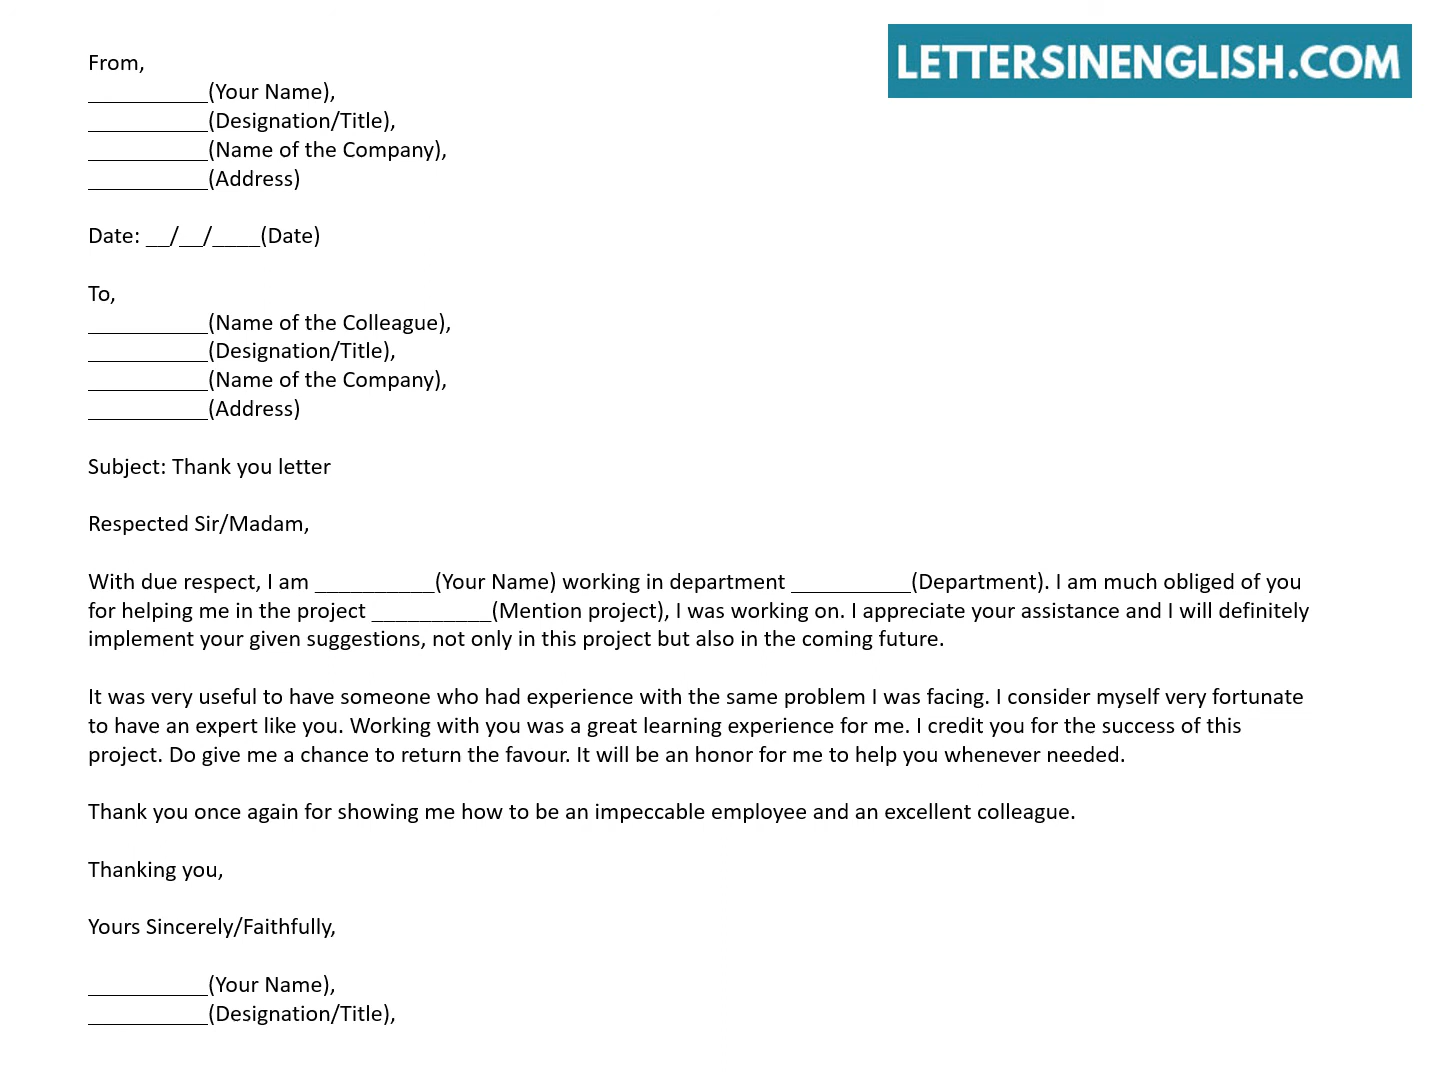 LETTERSINENGLISH.COM
From,
__________(Your Name),
__________(Designation/Title),
__________(Name of the Company),
__________(Address)
Date: __/__/____(Date)
To,
__________(Name of the Colleague),
__________(Designation/Title),
__________(Name of the Company),
__________(Address)
Subject: Thank you letter
Respected Sir/Madam,
With due respect, I am __________(Your Name) working in department __________(Department). I am much obliged of you
for helping me in the project __________(Mention project), I was working on. I appreciate your assistance and I will definitely
implement your given suggestions, not only in this project but also in the coming future.
It was very useful to have someone who had experience with the same problem I was facing. I consider myself very fortunate
to have an expert like you. Working with you was a great learning experience for me. I credit you for the success of this
project. Do give me a chance to return the favour. It will be an honor for me to help you whenever needed.
Thank you once again for showing me how to be an impeccable employee and an excellent colleague.
Thanking you,
Yours Sincerely/Faithfully,
__________(Your Name),
__________(Designation/Title),